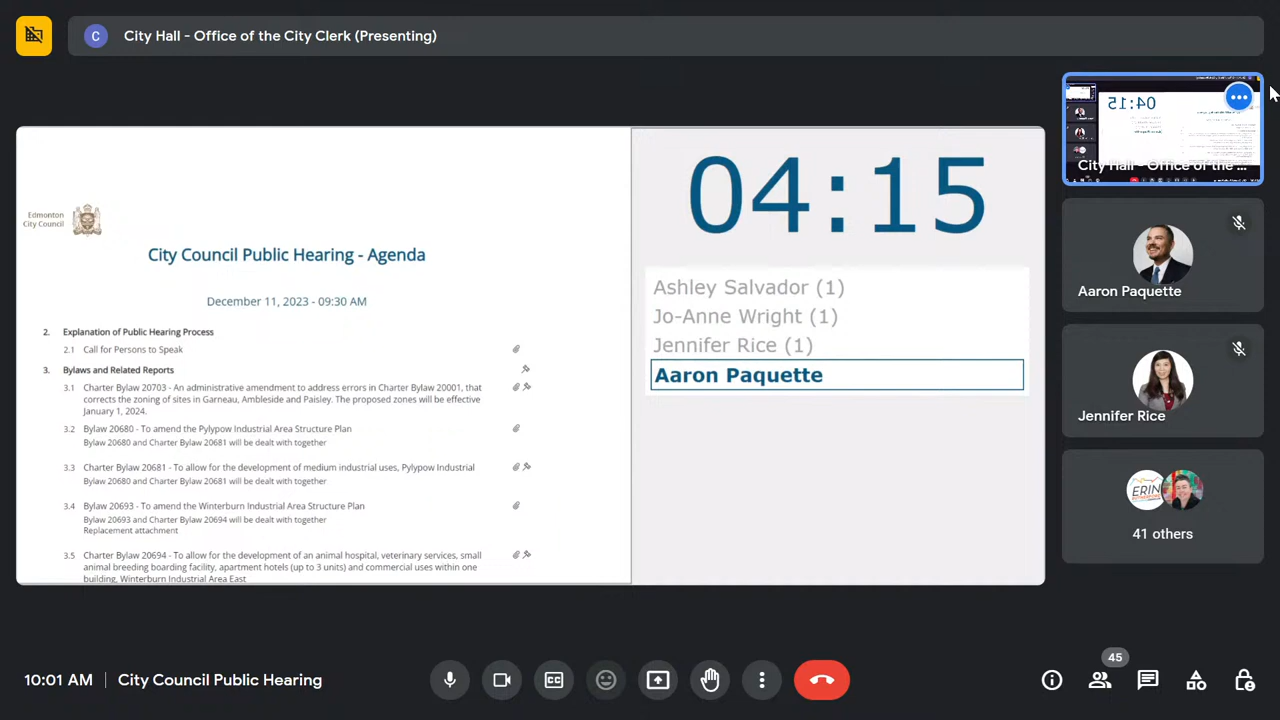 C
City Hall - Office of the City Clerk (Presenting)
Edmonton
City Council
City Council Public Hearing - Agenda
December 11, 2023 - 09:30 AM
2. Explanation of Public Hearing Process
2.1 Call for Persons to Speak
3. Bylaws and Related Reports
3.1 Charter Bylaw 20703 - An administrative amendment to address errors in Charter Bylaw 20001, that
corrects the zoning of sites in Garneau, Ambleside and Paisley. The proposed zones will be effective
January 1, 2024.
3.2 Bylaw 20680 - To amend the Pylypow Industrial Area Structure Plan
Bylaw 20680 and Charter Bylaw 20681 will be dealt with together
3.3 Charter Bylaw 20681 - To allow for the development of medium industrial uses, Pylypow Industrial
Bylaw 20680 and Charter Bylaw 20681 will be dealt with together
3.4 Bylaw 20693 - To amend the Winterburn Industrial Area Structure Plan
Bylaw 20693 and Charter Bylaw 20694 will be dealt with together
Replacement attachment
3.5 Charter Bylaw 20694 - To allow for the development of an animal hospital, veterinary services, small
animal breeding boarding facility, apartment hotels (up to 3 units) and commercial uses within one
building, Winterburn Industrial Area East
04:15
Ashley Salvador (1)
Jo-Anne Wright (1)
Jennifer Rice (1)
Aaron Paquette
04:15
City Hall - Office of the ...
Aaron Paquette
Jennifer Rice
ERIN
41 others
10:01 AM | City Council Public Hearing
CC
45